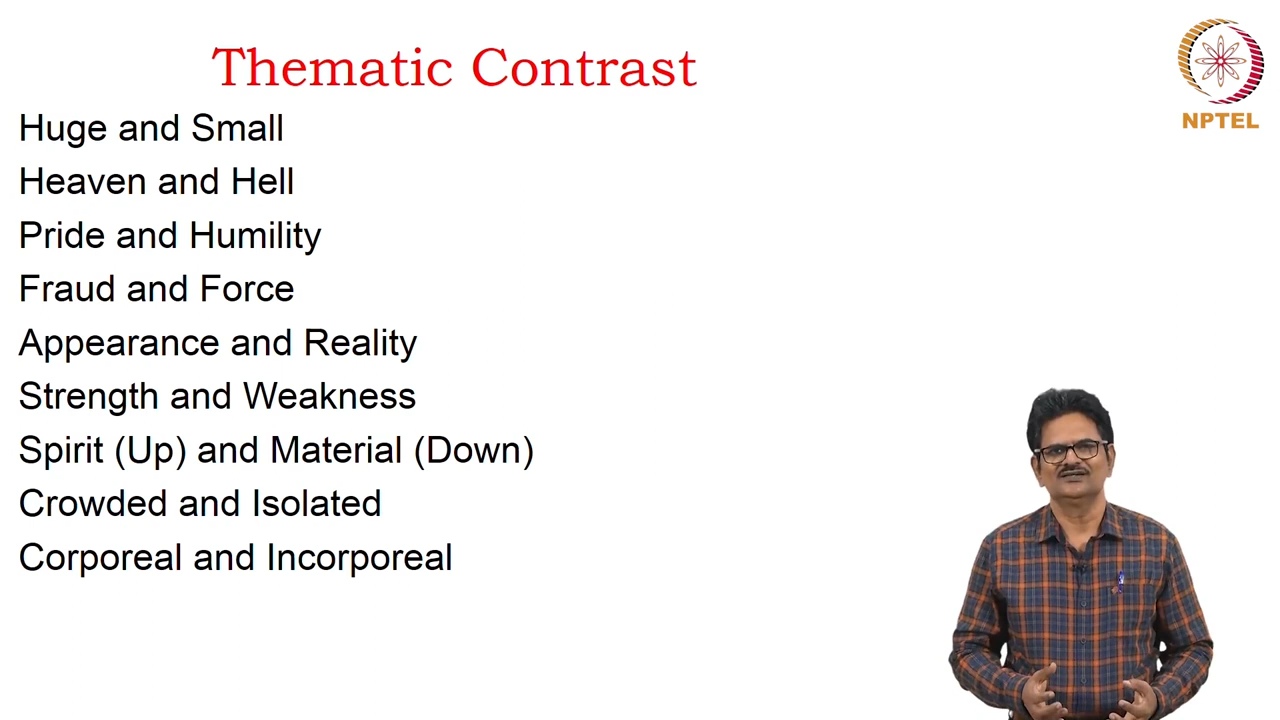 Thematic Contrast
NPTEL
Huge and Small
Heaven and Hell
Pride and Humility
Fraud and Force
Appearance and Reality
Strength and Weakness
Spirit (Up) and Material (Down)
Crowded and Isolated
Corporeal and Incorporeal